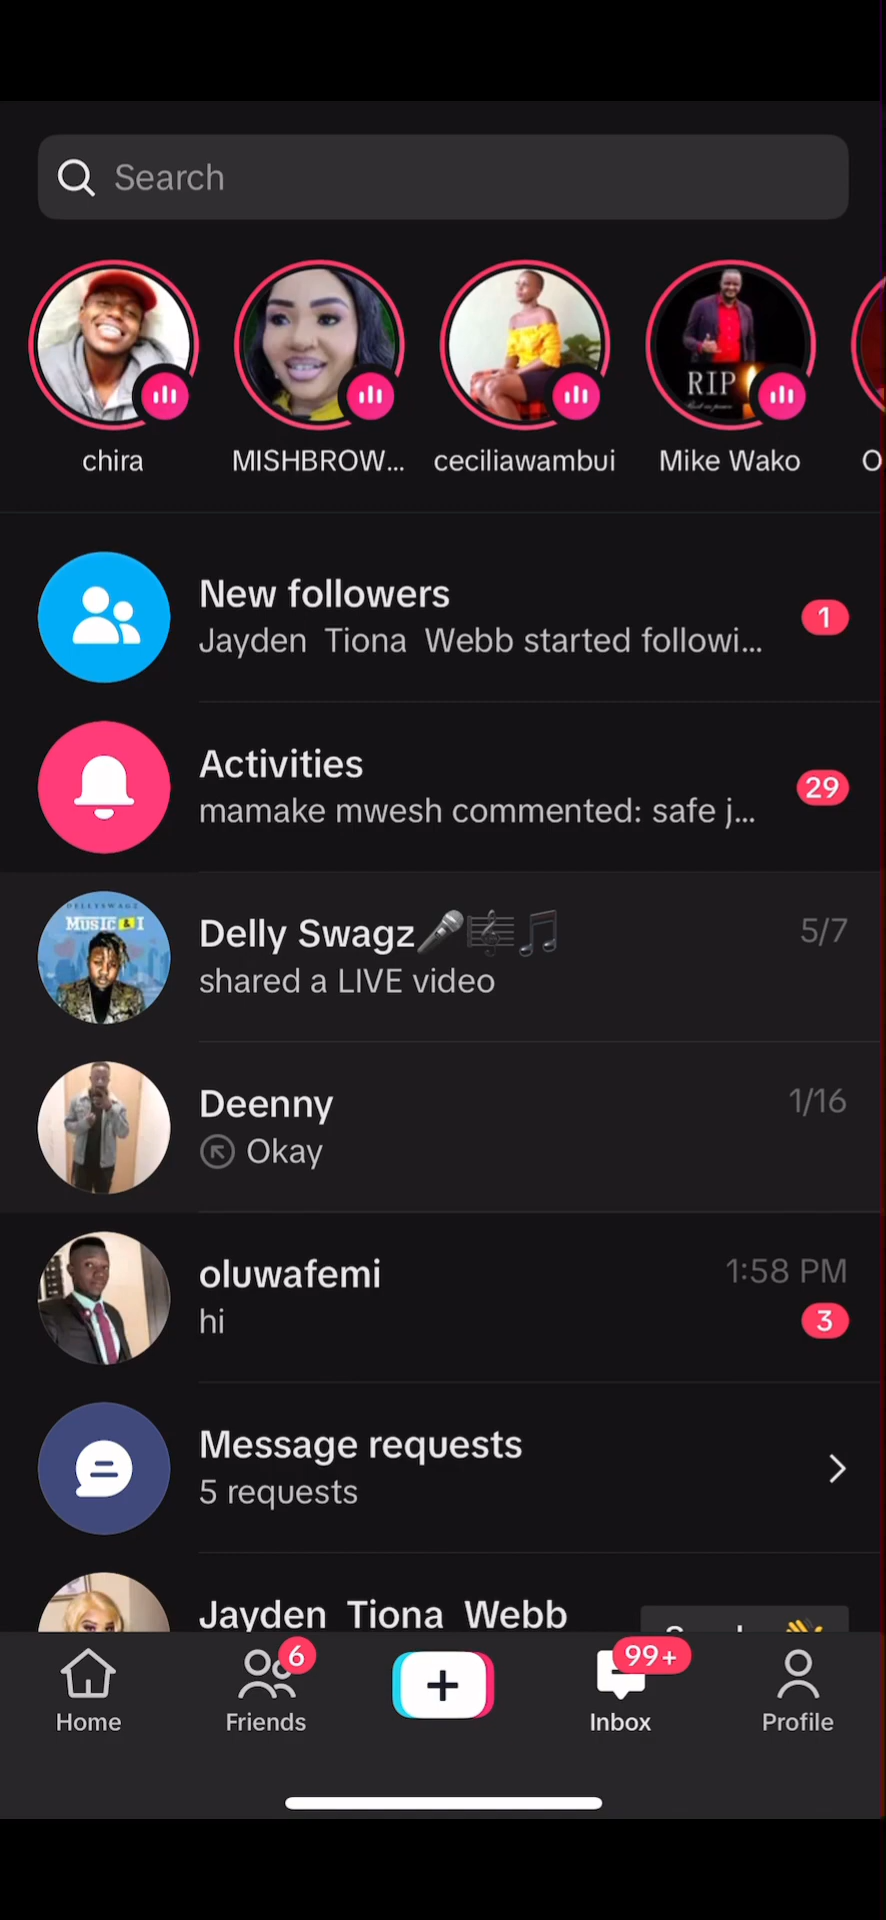 Search
RIP
chira
MISHBROW...
ceciliawambui
Mike Wako
O
New followers
Jayden Tiona Webb started followi...
1
Activities
mamake mwesh commented: safe j...
29
DELLYSWAGZ
MUSIC & I
Delly Swagz🎤🎼🎵
5/7
shared a LIVE video
Deenny
1/16
Okay
oluwafemi
1:58 PM
hi
3
Message requests
5 requests
Jayden Tiona Webb
6
99+
Home
Friends
Inbox
Profile